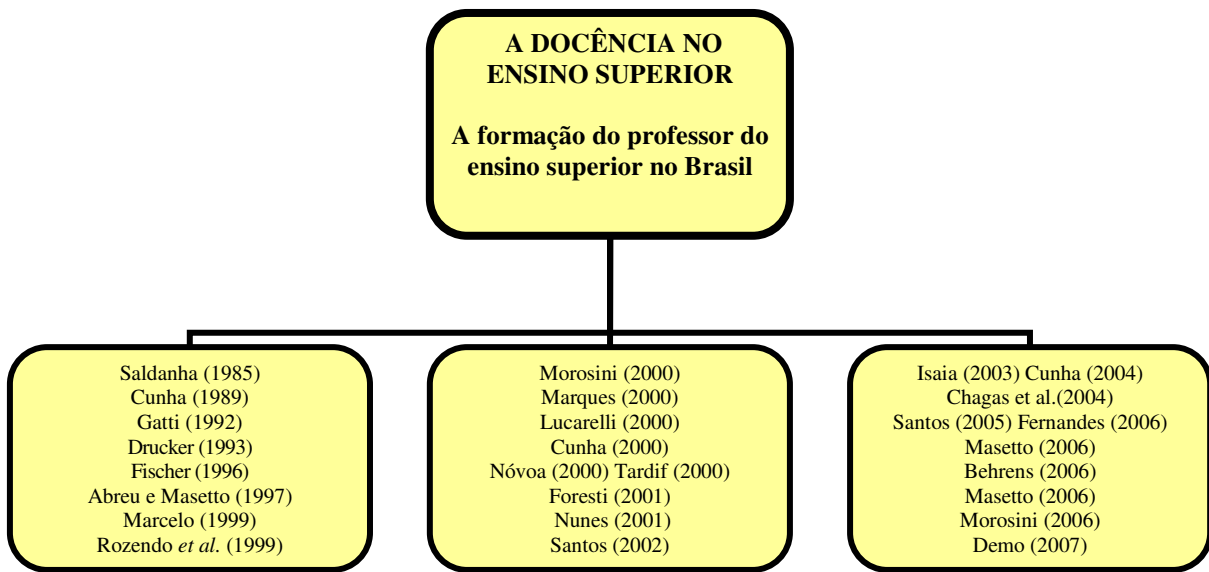 A DOCÊNCIA NO
ENSINO SUPERIOR
A formação do professor do
ensino superior no Brasil
Saldanha (1985)
Cunha (1989)
Gatti (1992)
Drucker (1993)
Fischer (1996)
Abreu e Masetto (1997)
Marcelo (1999)
Rozendo et al. (1999)
Morosini (2000)
Marques (2000)
Lucarelli (2000)
Cunha (2000)
Nóvoa (2000) Tardif (2000)
Foresti (2001)
Nunes (2001)
Santos (2002)
Isaia (2003) Cunha (2004)
Chagas et al.(2004)
Santos (2005) Fernandes (2006)
Masetto (2006)
Behrens (2006)
Masetto (2006)
Morosini (2006)
Demo (2007)